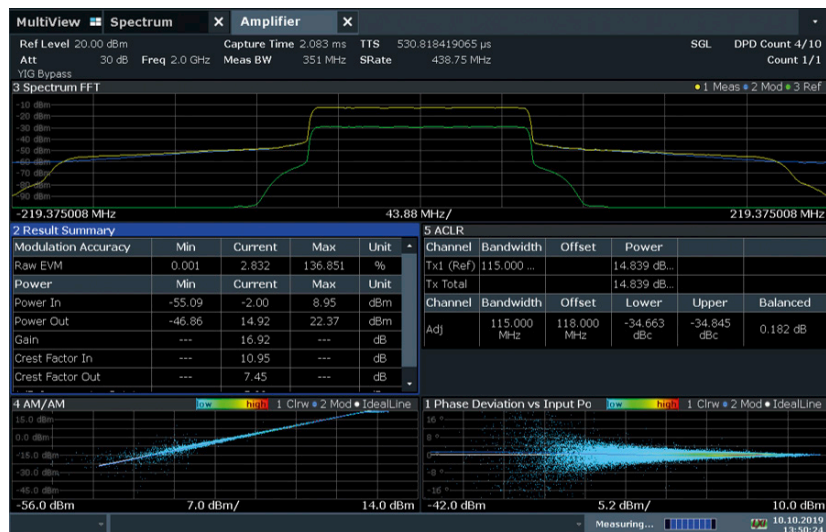 MultiView Spectrum X Amplifier X
Ref Level 20.00 dBm Capture Time 2.083 ms TTS 530.818419065 µs SGL DPD Count 4/10
Att 30 dB Freq 2.0 GHz Meas BW 351 MHz SRate 438.75 MHz Count 1/1
YIG Bypass
3 Spectrum FFT 1 Meas 2 Mod 3 Ref
-10 dBm
-20 dBm
-30 dBm
-40 dBm
-50 dBm
-60 dBm
-70 dBm
-80 dBm
-90 dBm
-219.375008 MHz 43.88 MHz/ 219.375008 MHz
2 Result Summary
Modulation Accuracy Min Current Max Unit
Raw EVM 0.001 2.832 136.851 %
Power Min Current Max Unit
Power In -55.09 -2.00 8.95 dBm
Power Out -46.86 14.92 22.37 dBm
Gain --- 16.92 --- dB
Crest Factor In --- 10.95 --- dB
Crest Factor Out --- 7.45 --- dB
5 ACLR
Channel Bandwidth Offset Power
Tx1 (Ref) 115.000 ... 14.839 dB...
Tx Total 14.839 dB...
Channel Bandwidth Offset Lower Upper Balanced
Adj 115.000 MHz 118.000 MHz -34.663 dBc -34.845 dBc 0.182 dB
4 AM/AM low high 1 Clrw 2 Mod IdealLine
15.0 dBm
0.0 dBm
-15.0 dBm
-30.0 dBm
-45.0 dBm
-56.0 dBm 7.0 dBm/ 14.0 dBm
1 Phase Deviation vs Input Po low high 1 Clrw 2 Mod IdealLine
16 °
8 °
-8 °
-16 °
-42.0 dBm 5.2 dBm/ 10.0 dBm
Measuring... 10.10.2019
13:50:24